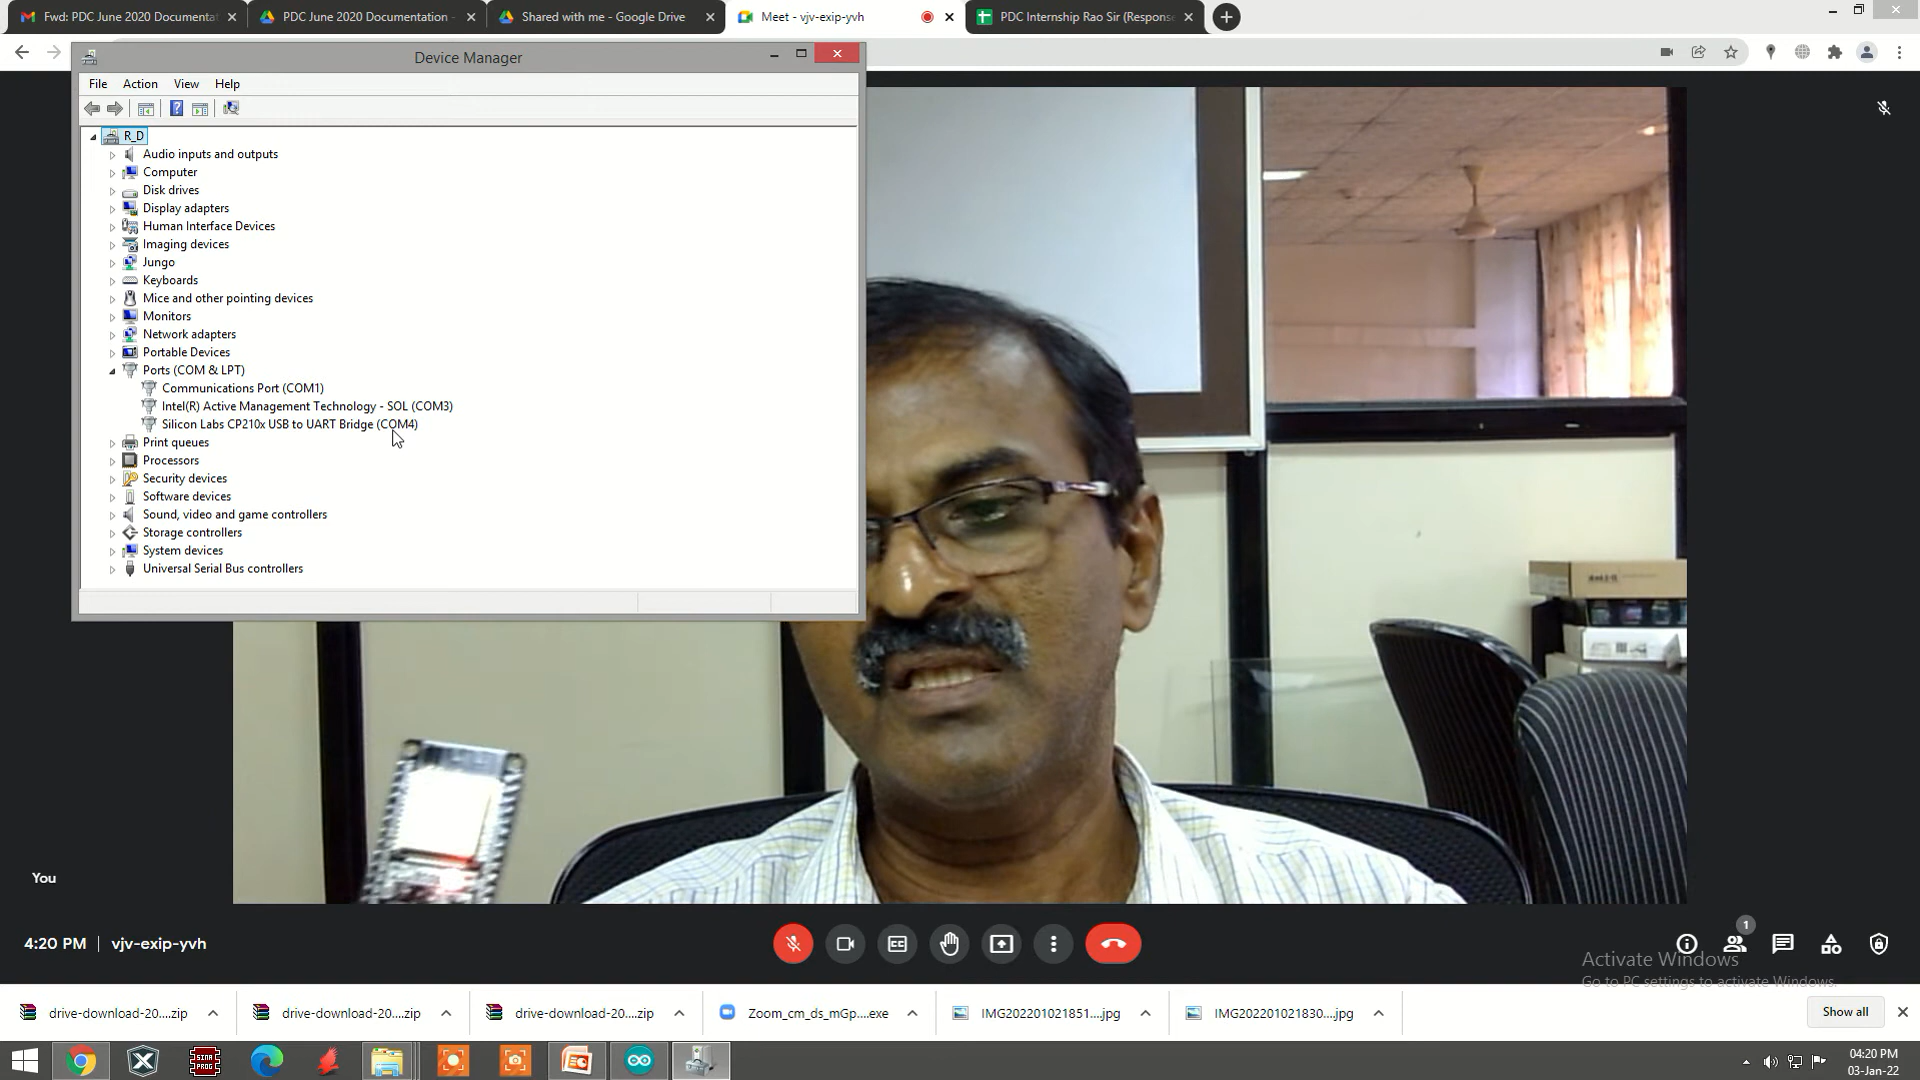 Fwd: PDC June 2020 Documentat
PDC June 2020 Documentation -
Shared with me - Google Drive
Meet - vjv-exip-yvh
PDC Internship Rao Sir (Response
Device Manager
File Action View Help
R_D
Audio inputs and outputs
Computer
Disk drives
Display adapters
Human Interface Devices
Imaging devices
Jungo
Keyboards
Mice and other pointing devices
Monitors
Network adapters
Portable Devices
Ports (COM & LPT)
Communications Port (COM1)
Intel(R) Active Management Technology - SOL (COM3)
Silicon Labs CP210x USB to UART Bridge (COM4)
Print queues
Processors
Security devices
Software devices
Sound, video and game controllers
Storage controllers
System devices
Universal Serial Bus controllers
You
4:20 PM | vjv-exip-yvh
1
Activate Windows
Go to PC settings to activate Windows.
drive-download-20....zip
drive-download-20....zip
drive-download-20....zip
Zoom_cm_ds_mGp....exe
IMG202201021851....jpg
IMG202201021830....jpg
Show all
SINA
PROG
04:20 PM
03-Jan-22